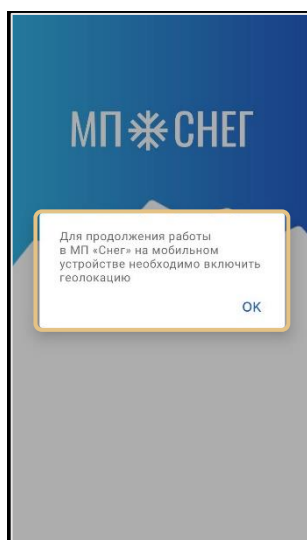 МП СНЕГ
Для продолжения работы
в МП «Снег» на мобильном
устройстве необходимо включить
геолокацию
ОК